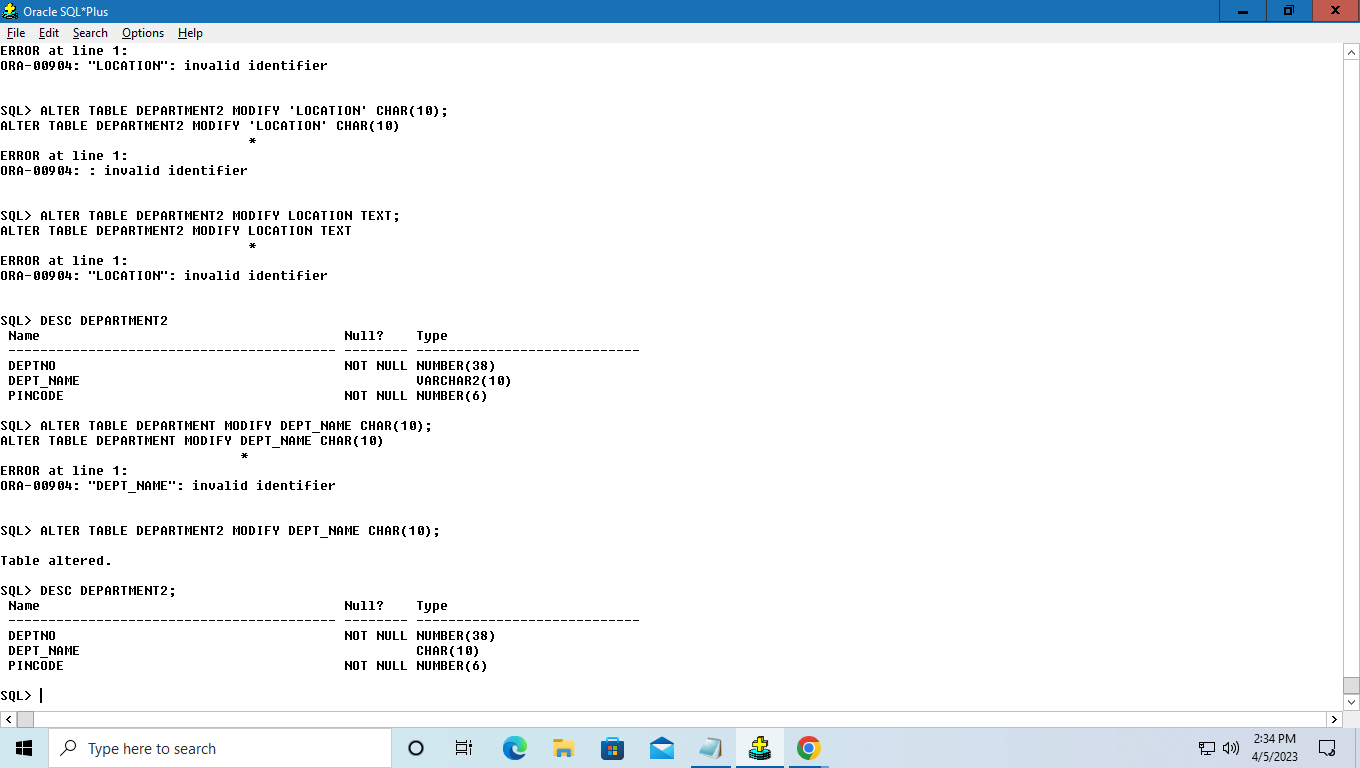 Oracle SQL*Plus
File Edit Search Options Help
ERROR at line 1:
ORA-00904: "LOCATION": invalid identifier
SQL> ALTER TABLE DEPARTMENT2 MODIFY 'LOCATION' CHAR(10);
ALTER TABLE DEPARTMENT2 MODIFY 'LOCATION' CHAR(10)
*
ERROR at line 1:
ORA-00904: : invalid identifier
SQL> ALTER TABLE DEPARTMENT2 MODIFY LOCATION TEXT;
ALTER TABLE DEPARTMENT2 MODIFY LOCATION TEXT
*
ERROR at line 1:
ORA-00904: "LOCATION": invalid identifier
SQL> DESC DEPARTMENT2
Name Null? Type
----------------------------------------- -------- ----------------------------
DEPTNO NOT NULL NUMBER(38)
DEPT_NAME VARCHAR2(10)
PINCODE NOT NULL NUMBER(6)
SQL> ALTER TABLE DEPARTMENT MODIFY DEPT_NAME CHAR(10);
ALTER TABLE DEPARTMENT MODIFY DEPT_NAME CHAR(10)
*
ERROR at line 1:
ORA-00904: "DEPT_NAME": invalid identifier
SQL> ALTER TABLE DEPARTMENT2 MODIFY DEPT_NAME CHAR(10);
Table altered.
SQL> DESC DEPARTMENT2;
Name Null? Type
----------------------------------------- -------- ----------------------------
DEPTNO NOT NULL NUMBER(38)
DEPT_NAME CHAR(10)
PINCODE NOT NULL NUMBER(6)
SQL>
Type here to search
2:34 PM
4/5/2023